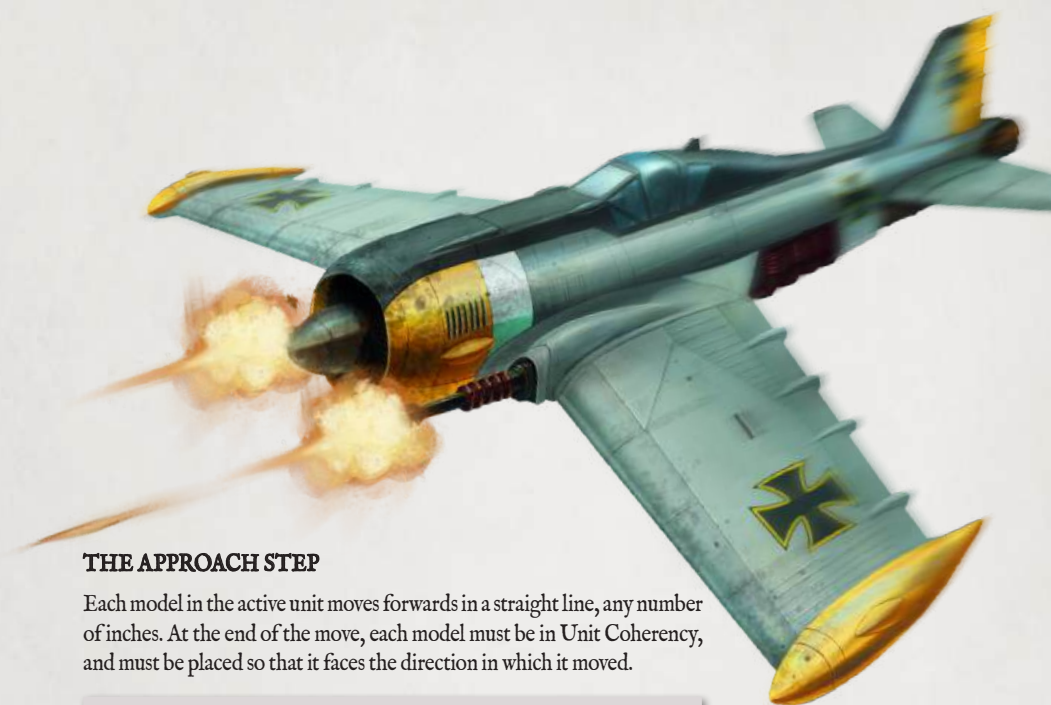 THE APPROACH STEP
Each model in the active unit moves forwards in a straight line, any number
of inches. At the end of the move, each model must be in Unit Coherency,
and must be placed so that it faces the direction in which it moved.